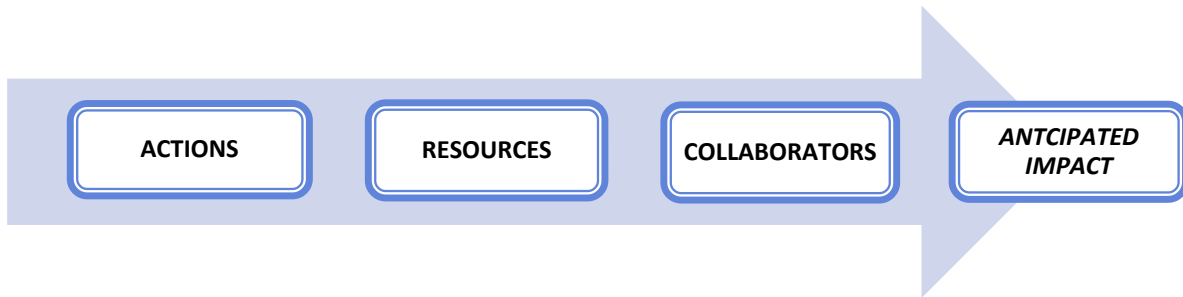 ACTIONS
RESOURCES
COLLABORATORS
ANTCIPATED
IMPACT